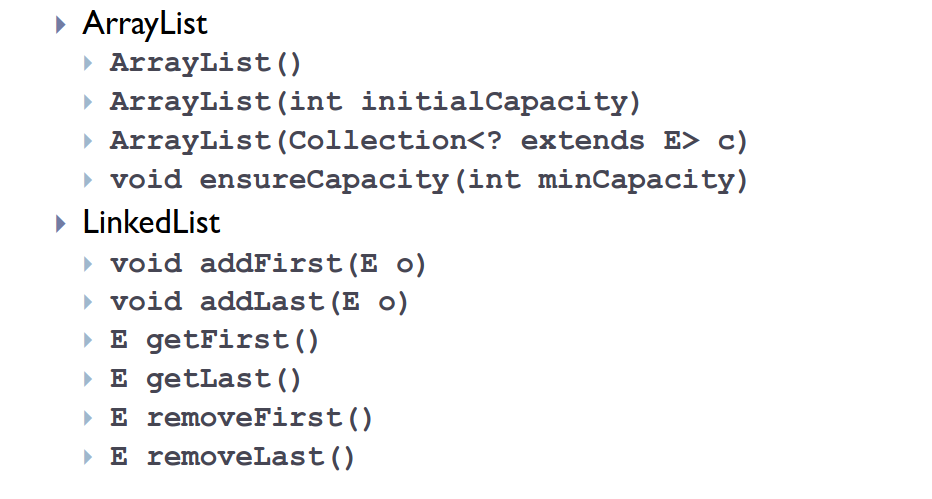 ArrayList
ArrayList()
ArrayList(int initialCapacity)
ArrayList(Collection<? extends E> c)
void ensureCapacity(int minCapacity)
LinkedList
void addFirst(E o)
void addLast(E o)
E getFirst()
E getLast()
E removeFirst()
E removeLast()